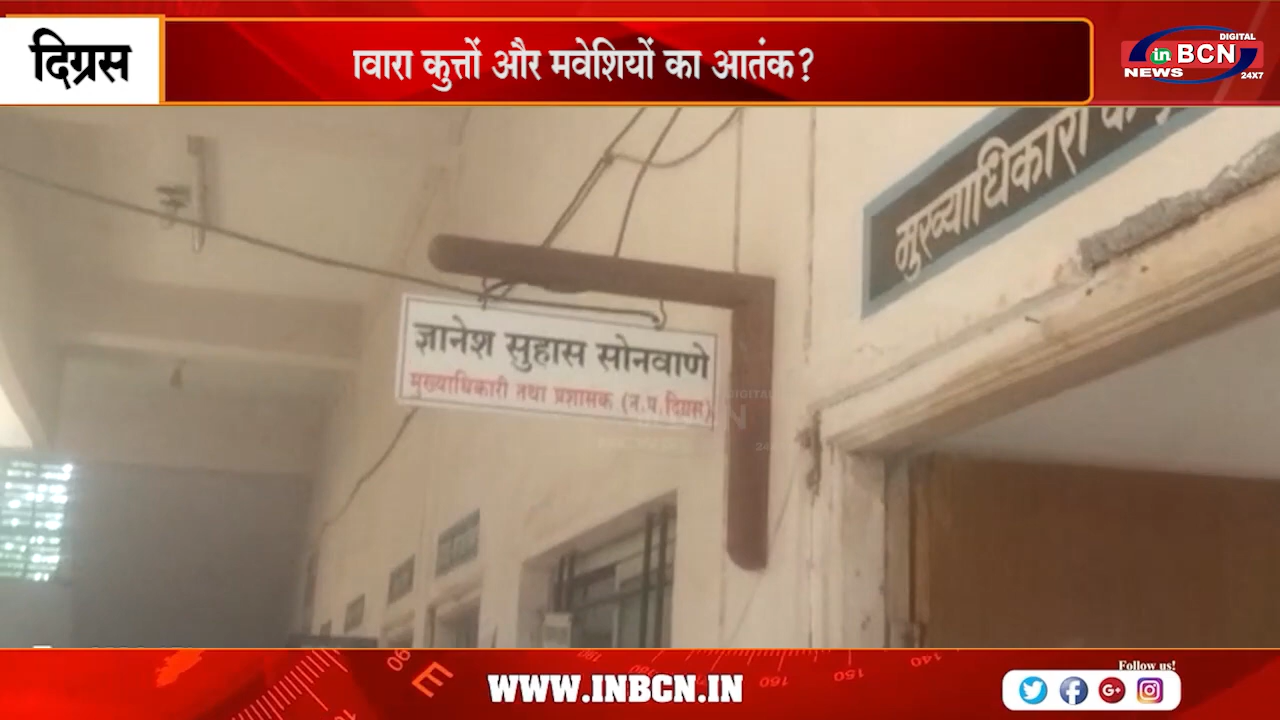 दिग्रस
ावारा कुत्तों और मवेशियों का आतंक?
DIGITAL
in BCN
NEWS 24X7
मुख्याधिकारी
ज्ञानेश सुहास सोनवाणे
मुख्याधिकारी तथा प्रशासक (न.प.दिग्रस)
WWW.INBCN.IN
Follow us!